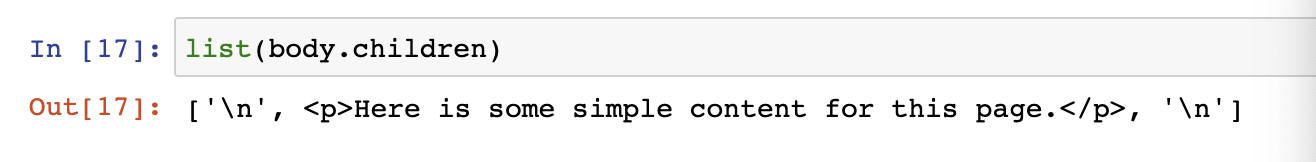 In [17]: list(body.children)
Out[17]: ['\n', <p>Here is some simple content for this page.</p>, '\n']